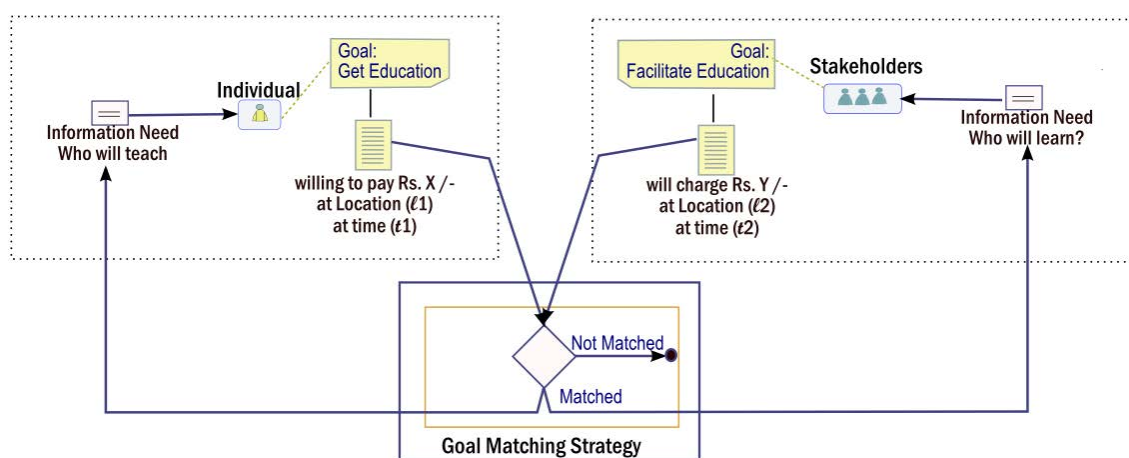 Goal:
Get Education
Individual
Information Need
Who will teach
willing to pay Rs. X /-
at Location (ℓ1)
at time (t1)
Goal:
Facilitate Education
Stakeholders
Information Need
Who will learn?
will charge Rs. Y /-
at Location (ℓ2)
at time (t2)
Not Matched
Matched
Goal Matching Strategy